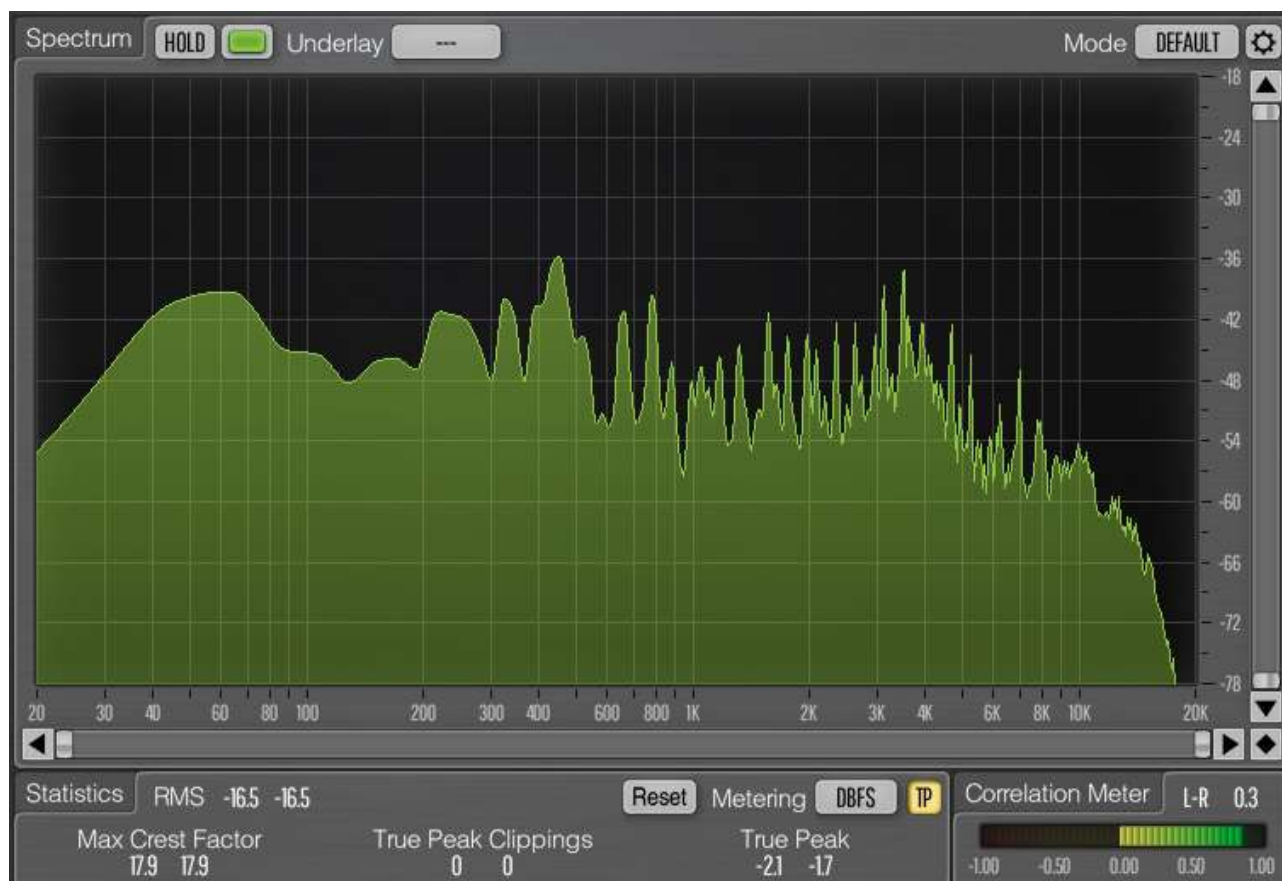 Spectrum HOLD Underlay --- Mode DEFAULT
-18
-24
-30
-36
-42
-48
-54
-60
-66
-72
-78
20 30 40 60 80 100 200 300 400 600 800 1K 2K 3K 4K 6K 8K 10K 20K
Statistics RMS -16.5 -16.5 Reset Metering DBFS TP Correlation Meter L-R 0.3
Max Crest Factor True Peak Clippings True Peak
17.9 17.9 0 0 -2.1 -1.7
-1.00 -0.50 0.00 0.50 1.00